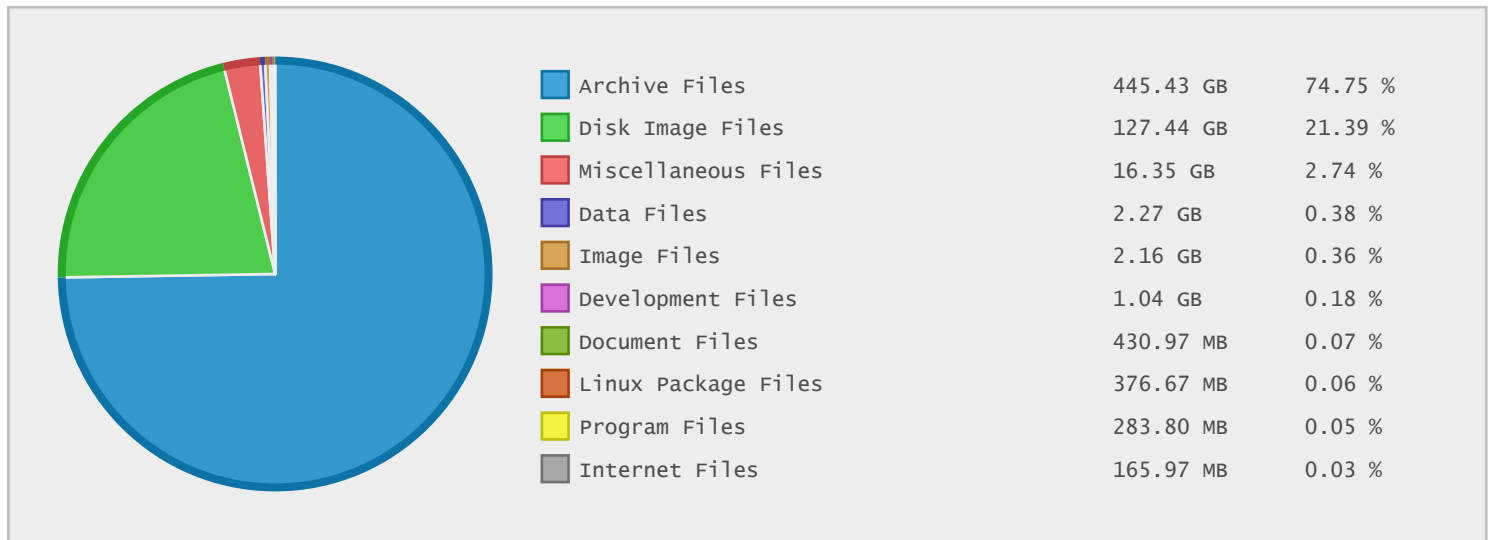 Archive Files 445.43 GB 74.75 %
Disk Image Files 127.44 GB 21.39 %
Miscellaneous Files 16.35 GB 2.74 %
Data Files 2.27 GB 0.38 %
Image Files 2.16 GB 0.36 %
Development Files 1.04 GB 0.18 %
Document Files 430.97 MB 0.07 %
Linux Package Files 376.67 MB 0.06 %
Program Files 283.80 MB 0.05 %
Internet Files 165.97 MB 0.03 %